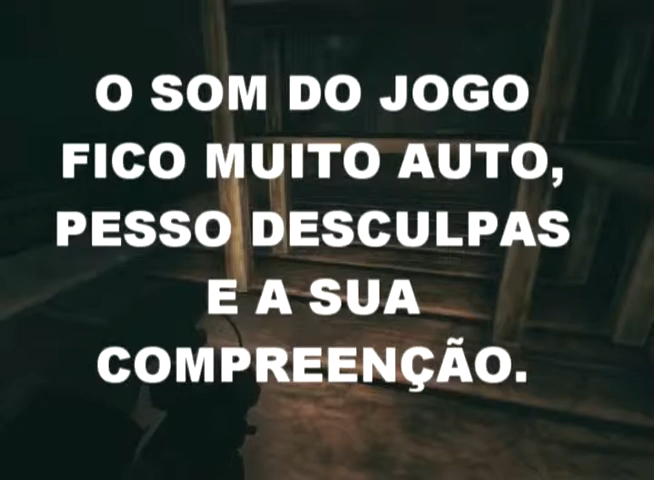 O SOM DO JOGO
FICO MUITO AUTO,
PESSO DESCULPAS
E A SUA
COMPREENÇÃO.